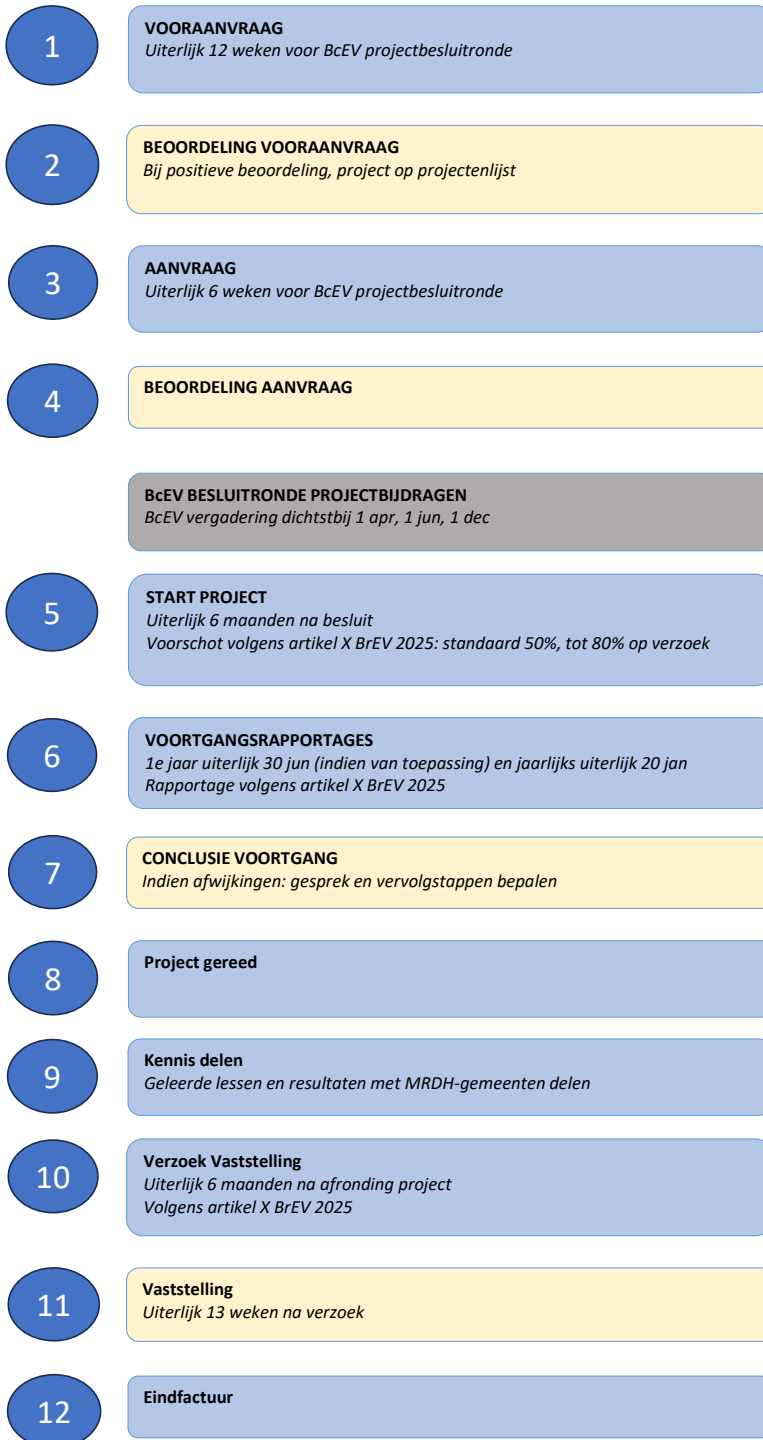 1
VOORAANVRAAG
Uiterlijk 12 weken voor BcEV projectbesluitronde
2
BEOORDELING VOORAANVRAAG
Bij positieve beoordeling, project op projectenlijst
3
AANVRAAG
Uiterlijk 6 weken voor BcEV projectbesluitronde
4
BEOORDELING AANVRAAG
BcEV BESLUITRONDE PROJECTBIJDRAGEN
BcEV vergadering dichtstbij 1 apr, 1 jun, 1 dec
5
START PROJECT
Uiterlijk 6 maanden na besluit
Voorschot volgens artikel X BrEV 2025: standaard 50%, tot 80% op verzoek
6
VOORTGANGSRAPPORTAGES
1e jaar uiterlijk 30 jun (indien van toepassing) en jaarlijks uiterlijk 20 jan
Rapportage volgens artikel X BrEV 2025
7
CONCLUSIE VOORTGANG
Indien afwijkingen: gesprek en vervolgstappen bepalen
8
Project gereed
9
Kennis delen
Geleerde lessen en resultaten met MRDH-gemeenten delen
10
Verzoek Vaststelling
Uiterlijk 6 maanden na afronding project
Volgens artikel X BrEV 2025
11
Vaststelling
Uiterlijk 13 weken na verzoek
12
Eindfactuur